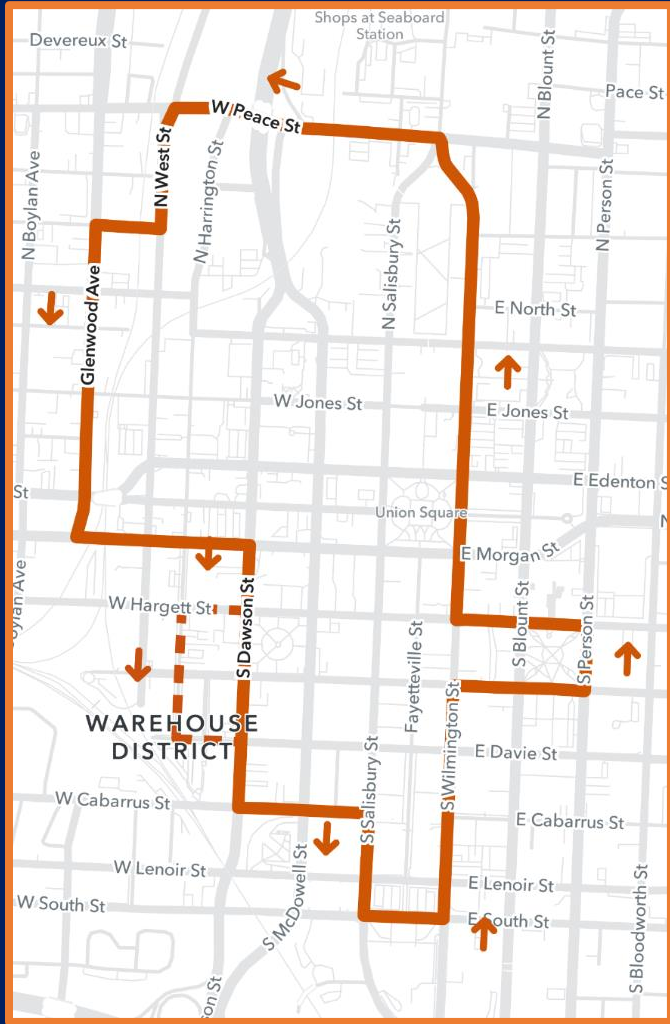 Shops at Seaboard
Station
Devereux St
N Blount St
Pace St
W Peace St
N West St
N Boylan Ave
N Harrington St
N Person St
N Salisbury St
Glenwood Ave
E North St
W Jones St
E Jones St
E Edenton S
St
Union Square
N
E Morgan St
oylan Ave
W Hargett St
S Dawson St
S Blount St
S Person St
Fayetteville St
S Wilmington St
WAREHOUSE
DISTRICT
E Davie St
S Salisbury St
W Cabarrus St
E Cabarrus St
W Lenoir St
E Lenoir St
S McDowell St
S Bloodworth St
W South St
E South St
on St